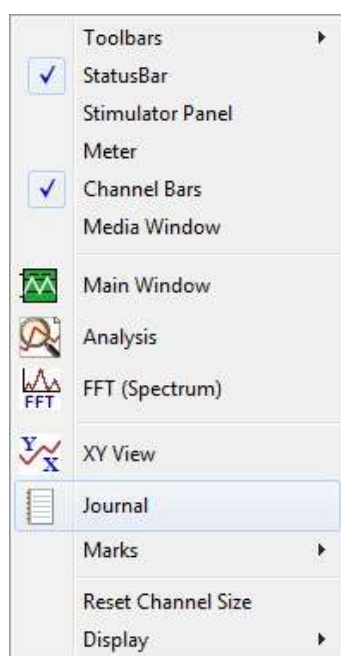 Toolbars
StatusBar
Stimulator Panel
Meter
Channel Bars
Media Window
Main Window
Analysis
FFT
FFT (Spectrum)
Y
X
XY View
Journal
Marks
Reset Channel Size
Display